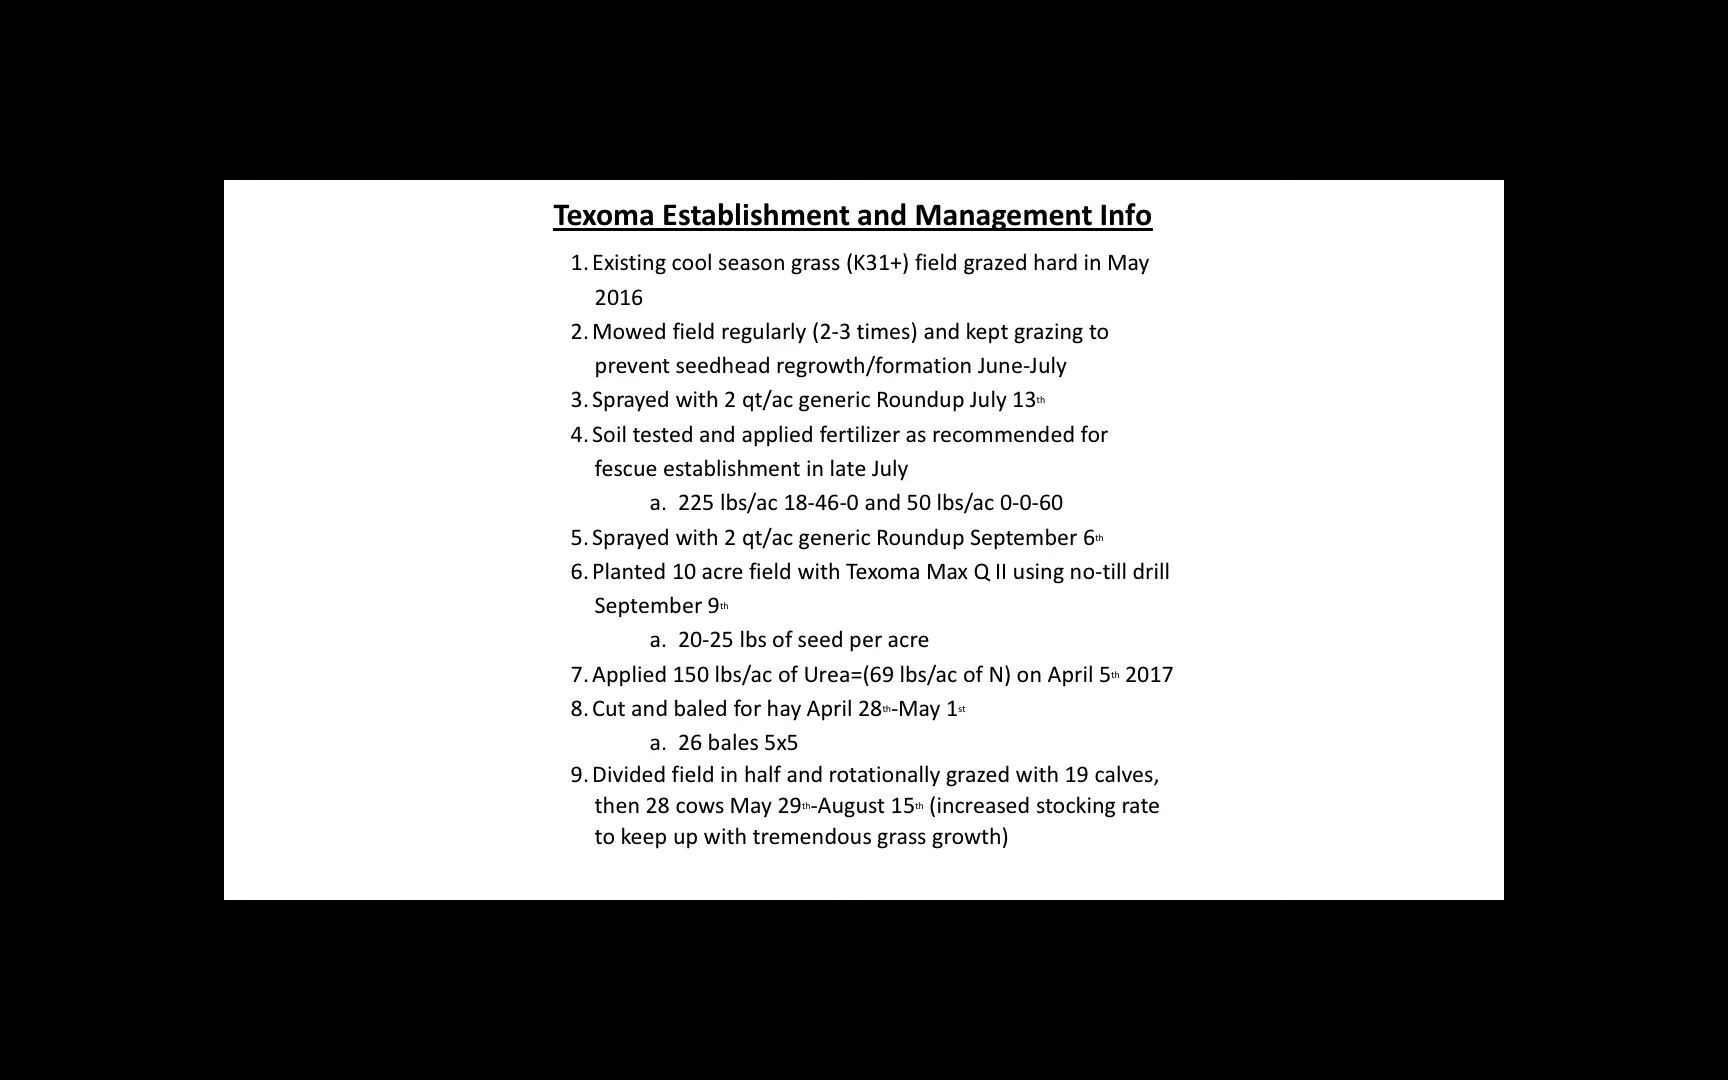 Texoma Establishment and Management Info
1. Existing cool season grass (K31+) field grazed hard in May
2016
2. Mowed field regularly (2-3 times) and kept grazing to
prevent seedhead regrowth/formation June-July
3. Sprayed with 2 qt/ac generic Roundup July 13th
4. Soil tested and applied fertilizer as recommended for
fescue establishment in late July
a. 225 lbs/ac 18-46-0 and 50 lbs/ac 0-0-60
5. Sprayed with 2 qt/ac generic Roundup September 6th
6. Planted 10 acre field with Texoma Max Q II using no-till drill
September 9th
a. 20-25 lbs of seed per acre
7. Applied 150 lbs/ac of Urea=(69 lbs/ac of N) on April 5th 2017
8. Cut and baled for hay April 28th-May 1st
a. 26 bales 5x5
9. Divided field in half and rotationally grazed with 19 calves,
then 28 cows May 29th-August 15th (increased stocking rate
to keep up with tremendous grass growth)